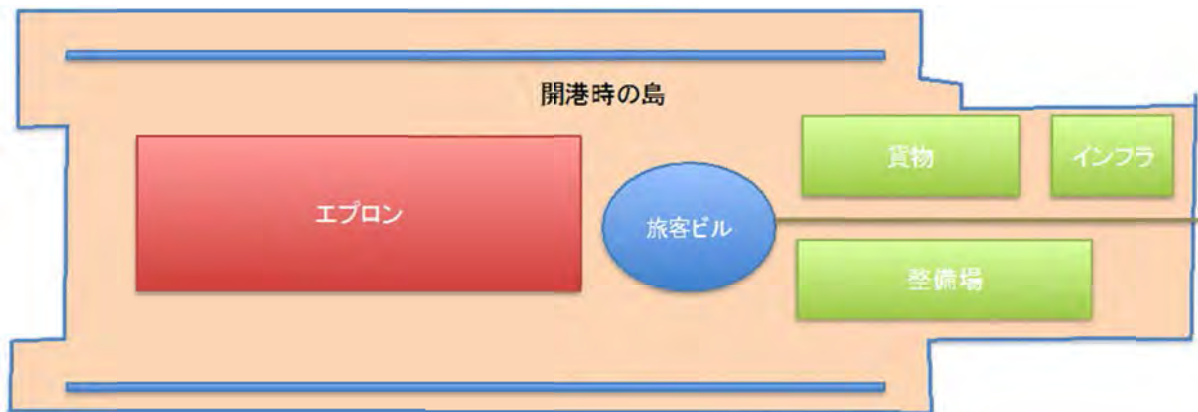 開港時の島
貨物
インフラ
エプロン
旅客ビル
整備場